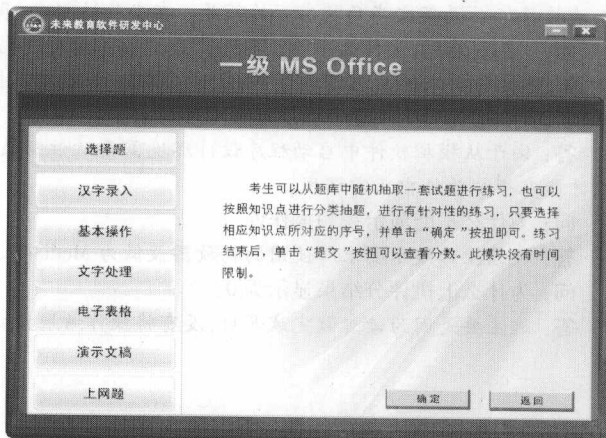 未来教育软件研发中心
一级 MS Office
选择题
汉字录入
基本操作
文字处理
电子表格
演示文稿
上网题
考生可以从题库中随机抽取一套试题进行练习，也可以
按照知识点进行分类抽题，进行有针对性的练习，只要选择
相应知识点所对应的序号，并单击“确定”按扭即可。练习
结束后，单击“提交”按扭可以查看分数。此模块没有时间
限制。
确定
返回